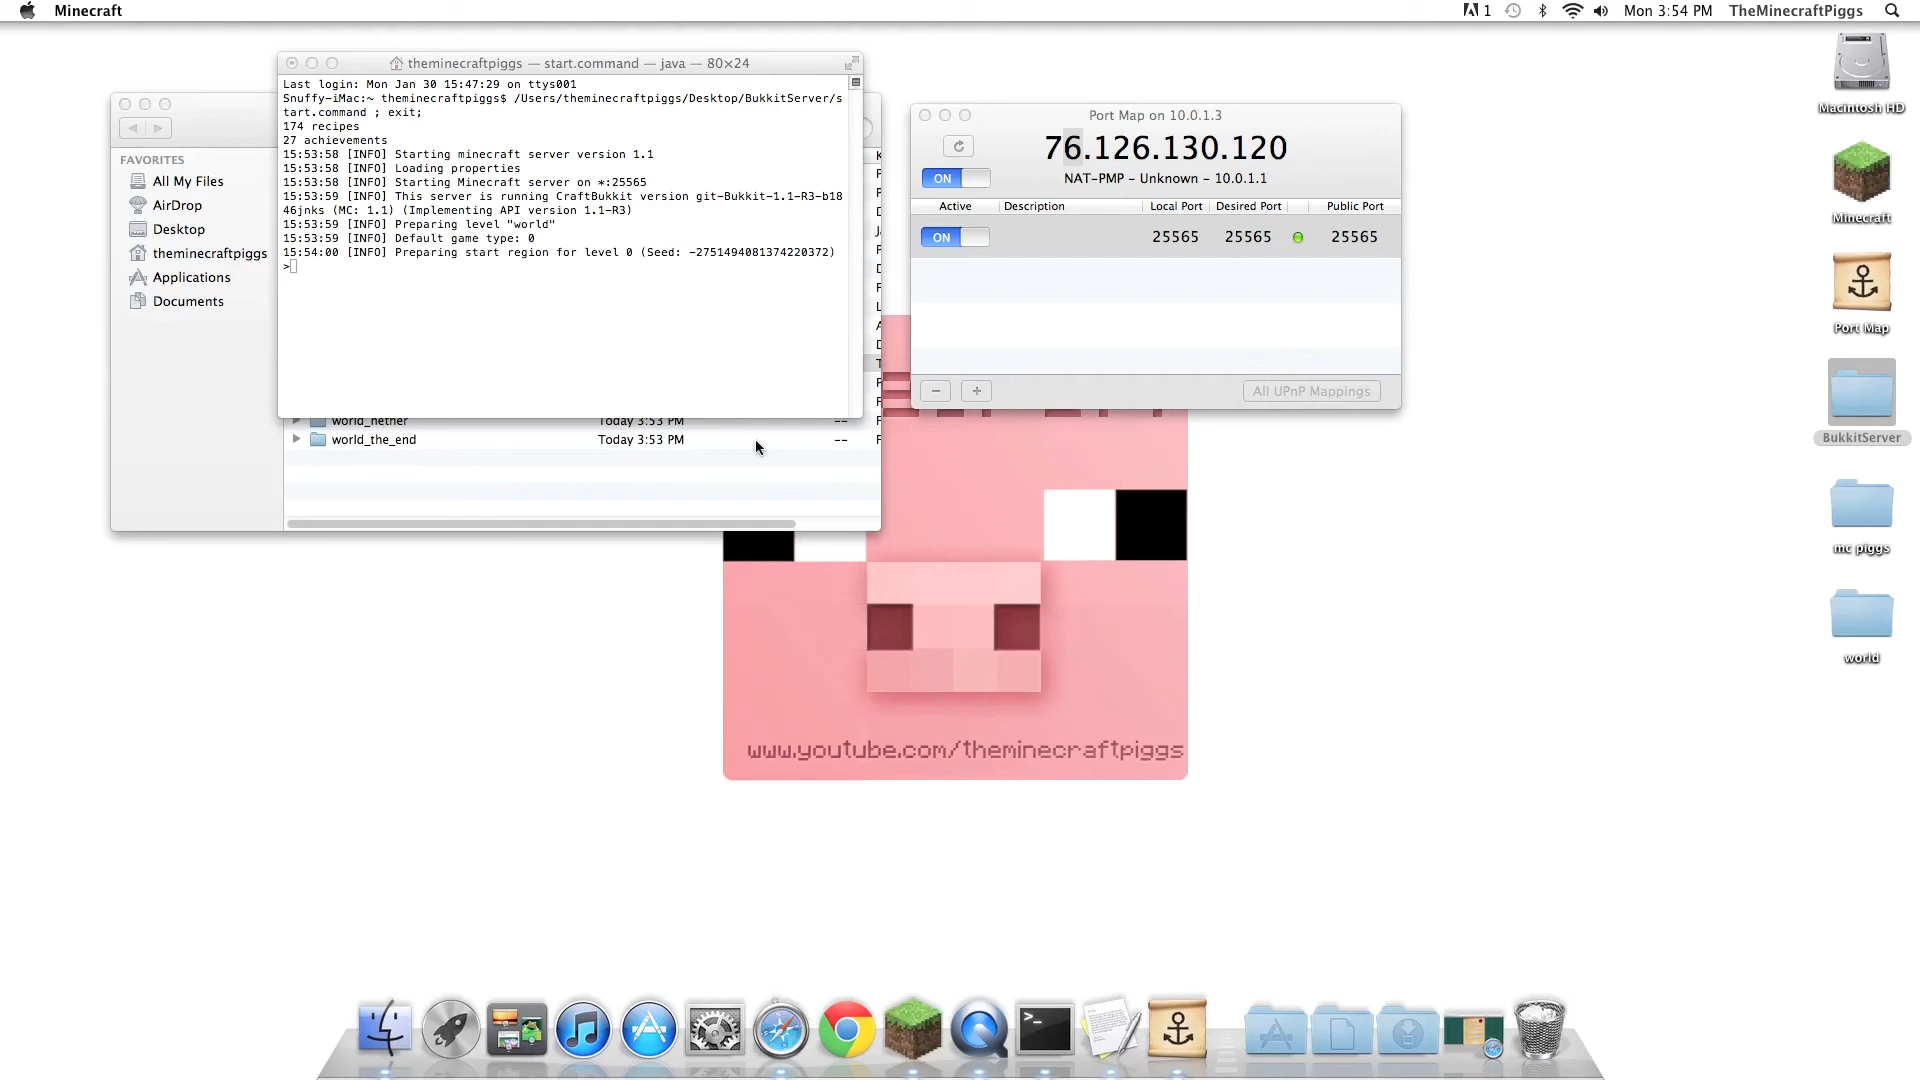 Minecraft
1
Mon 3:54 PM
TheMinecraftPiggs
theminecraftpiggs — start.command — java — 80×24
Last login: Mon Jan 30 15:47:29 on ttys001
Snuffy-iMac:~ theminecraftpiggs$ /Users/theminecraftpiggs/Desktop/BukkitServer/s
tart.command ; exit;
174 recipes
27 achievements
15:53:58 [INFO] Starting minecraft server version 1.1
15:53:58 [INFO] Loading properties
15:53:58 [INFO] Starting Minecraft server on *:25565
15:53:59 [INFO] This server is running CraftBukkit version git-Bukkit-1.1-R3-b18
46jnks (MC: 1.1) (Implementing API version 1.1-R3)
15:53:59 [INFO] Preparing level "world"
15:53:59 [INFO] Default game type: 0
15:54:00 [INFO] Preparing start region for level 0 (Seed: -2751494081374220372)
>
FAVORITES
All My Files
AirDrop
Desktop
theminecraftpiggs
Applications
Documents
world_nether Today 3:53 PM --
world_the_end Today 3:53 PM --
Port Map on 10.0.1.3
76.126.130.120
ON
NAT-PMP – Unknown – 10.0.1.1
Active Description Local Port Desired Port Public Port
ON 25565 25565 25565
All UPnP Mappings
www.youtube.com/theminecraftpiggs
Macintosh HD
Minecraft
Port Map
BukkitServer
mc piggs
world